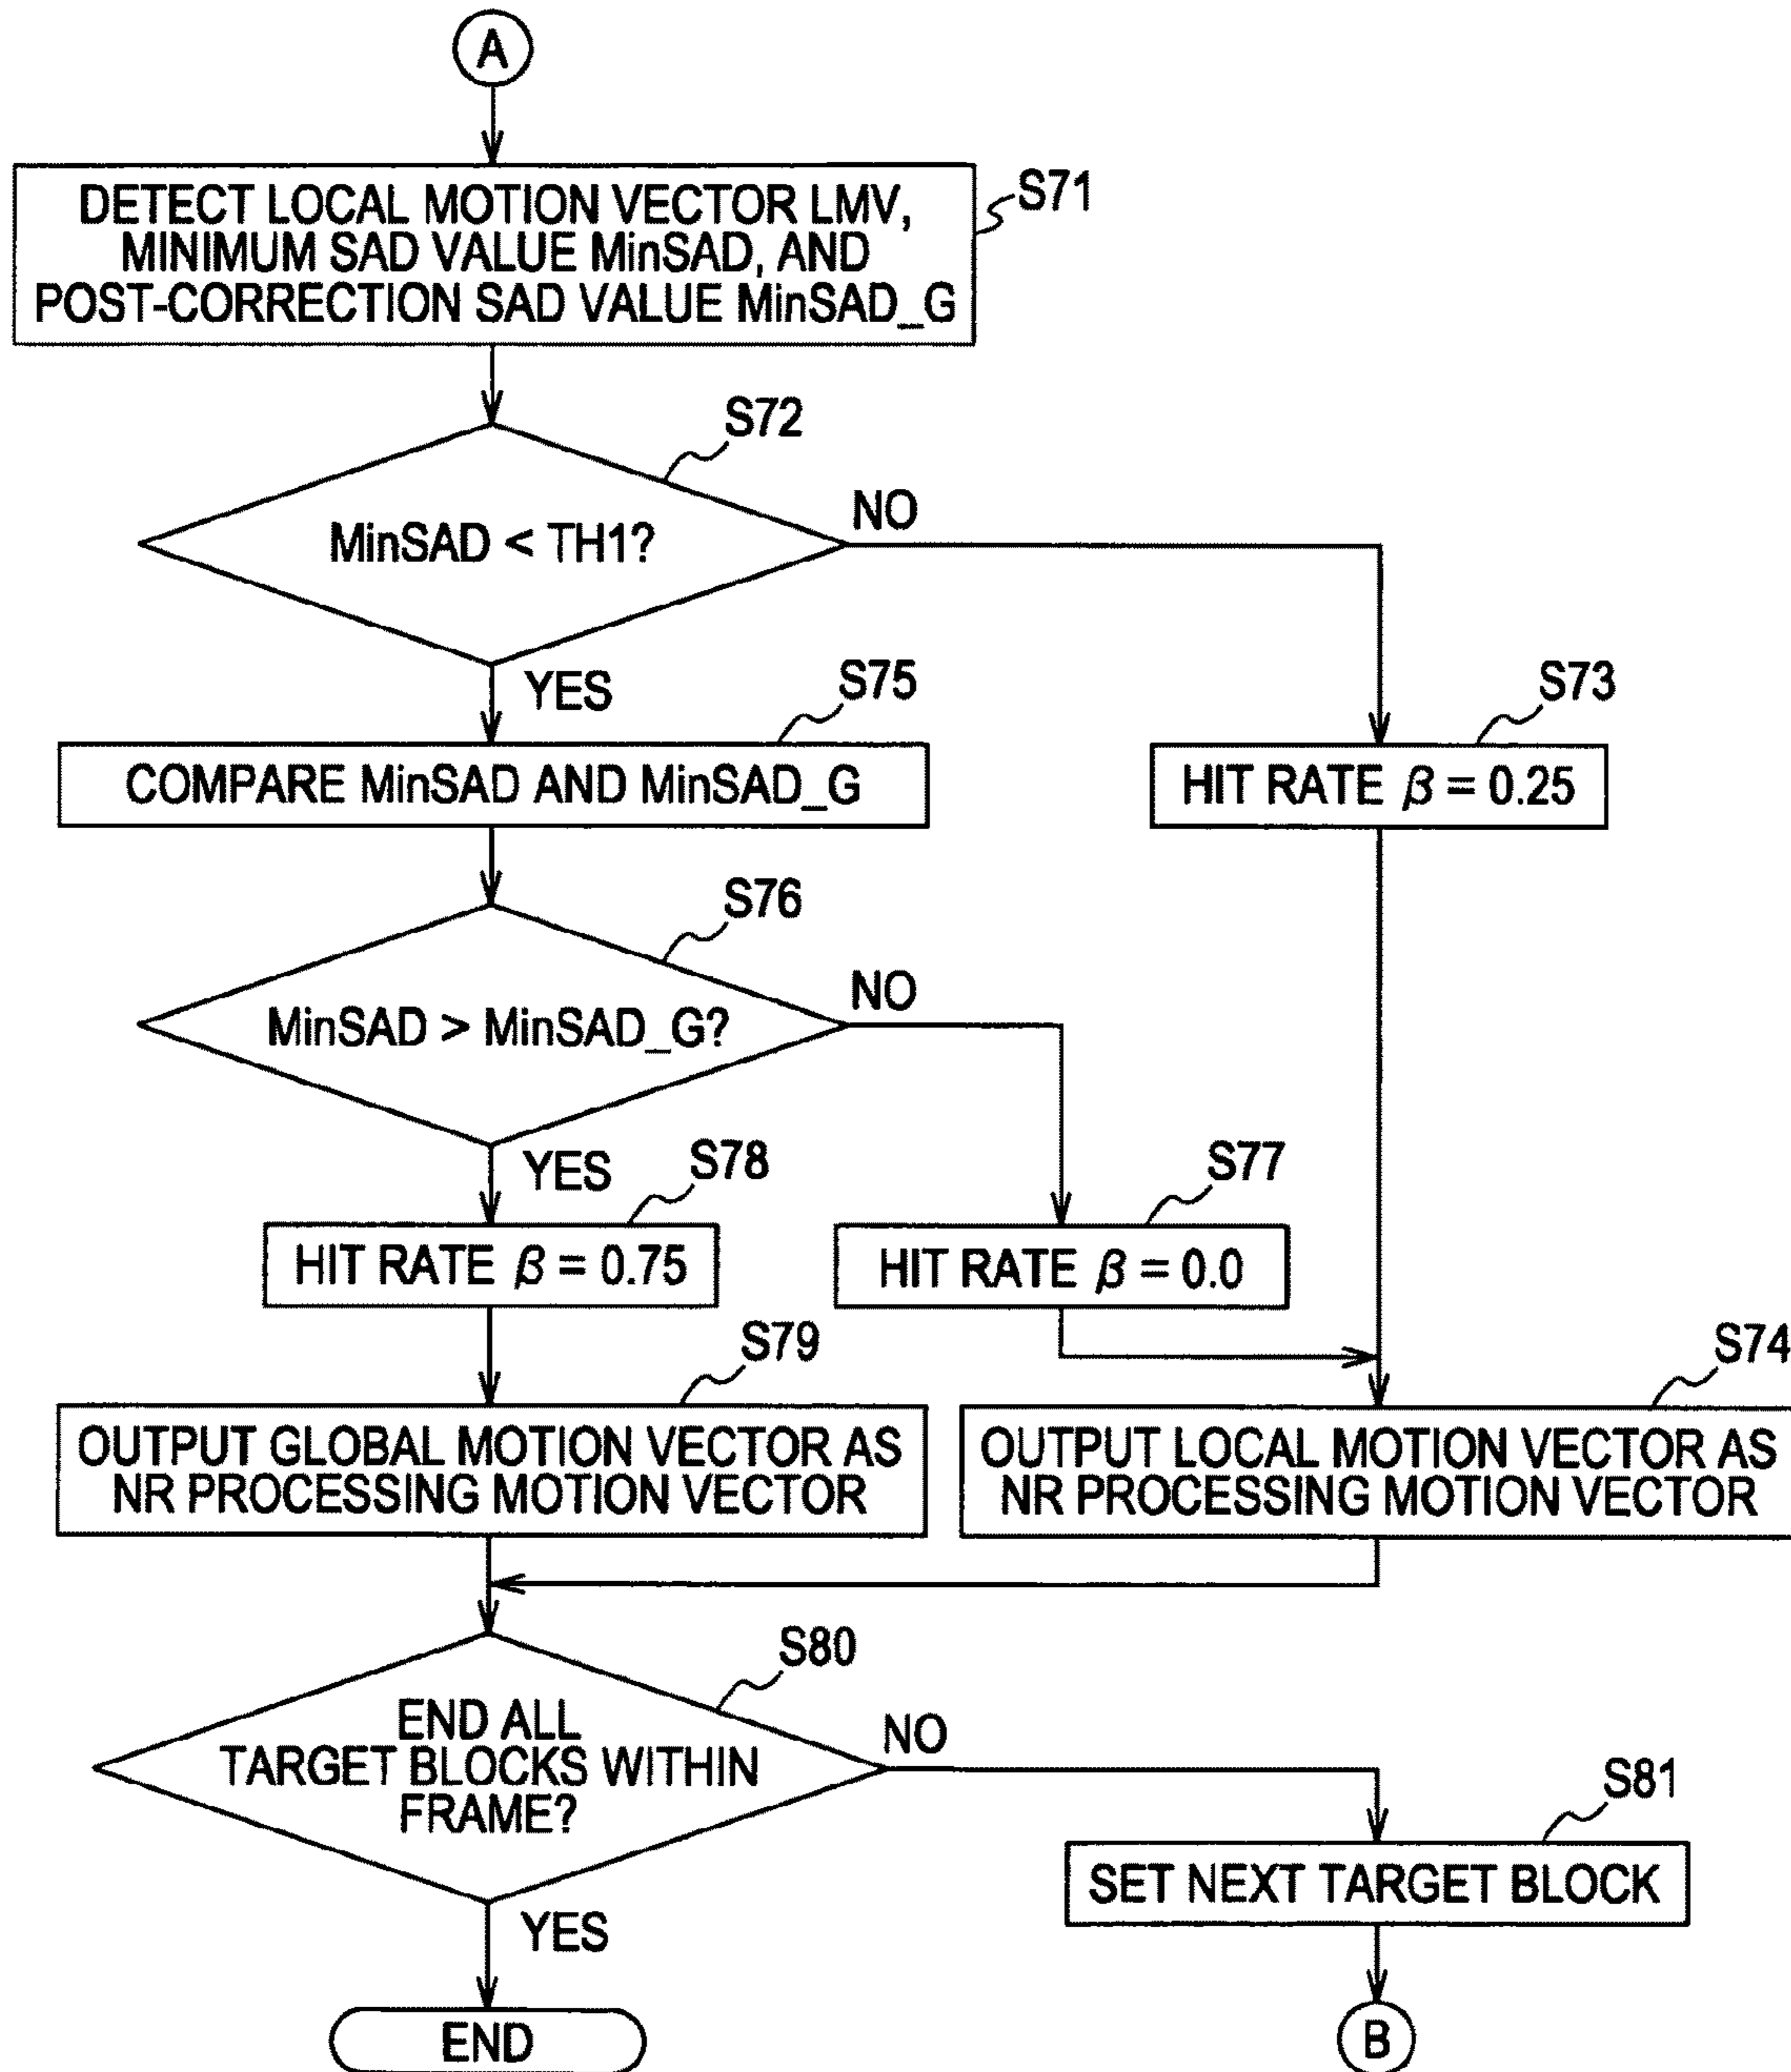 A
DETECT LOCAL MOTION VECTOR LMV,
MINIMUM SAD VALUE MinSAD, AND
POST-CORRECTION SAD VALUE MinSAD_G
S71
S72
MinSAD < TH1?
NO
YES
S75
COMPARE MinSAD AND MinSAD_G
S73
HIT RATE β = 0.25
S76
MinSAD > MinSAD_G?
NO
YES
S78
HIT RATE β = 0.75
S77
HIT RATE β = 0.0
S79
OUTPUT GLOBAL MOTION VECTOR AS
NR PROCESSING MOTION VECTOR
S74
OUTPUT LOCAL MOTION VECTOR AS
NR PROCESSING MOTION VECTOR
S80
END ALL
TARGET BLOCKS WITHIN
FRAME?
NO
YES
S81
SET NEXT TARGET BLOCK
END
B